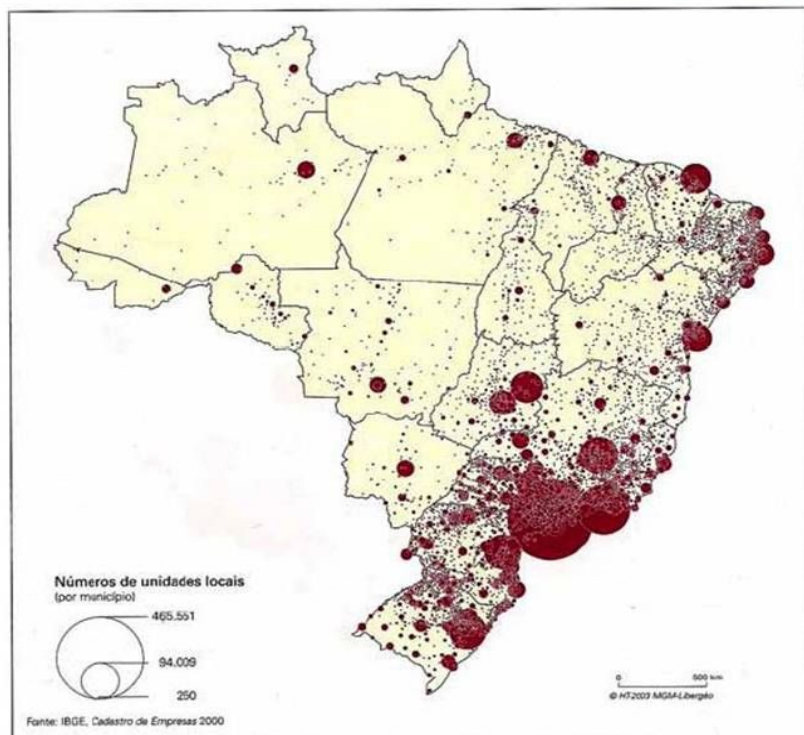 Números de unidades locais
(por município)
465.551
94.009
250
0 500 km
© HT2003 MGM-Libergéo
Fonte: IBGE, Cadastro de Empresas 2000